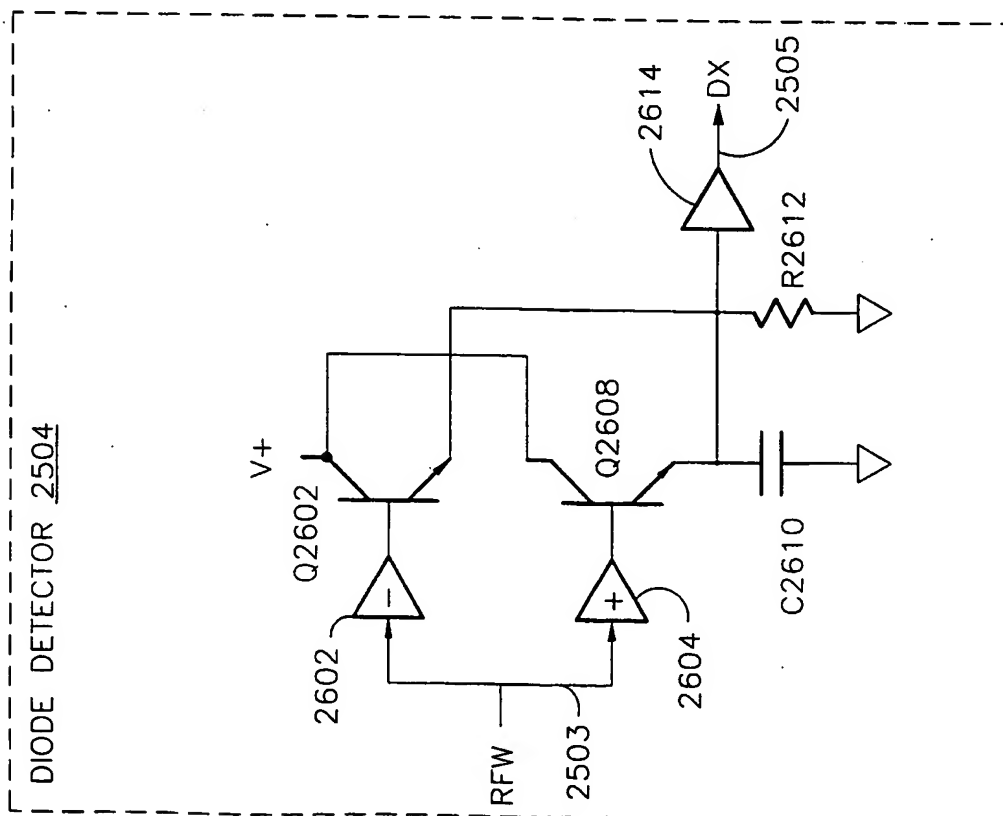 DIODE DETECTOR 2504
V+
Q2602
2602
−
Q2608
+
2604
RFW
2503
2614
DX
2505
R2612
C2610